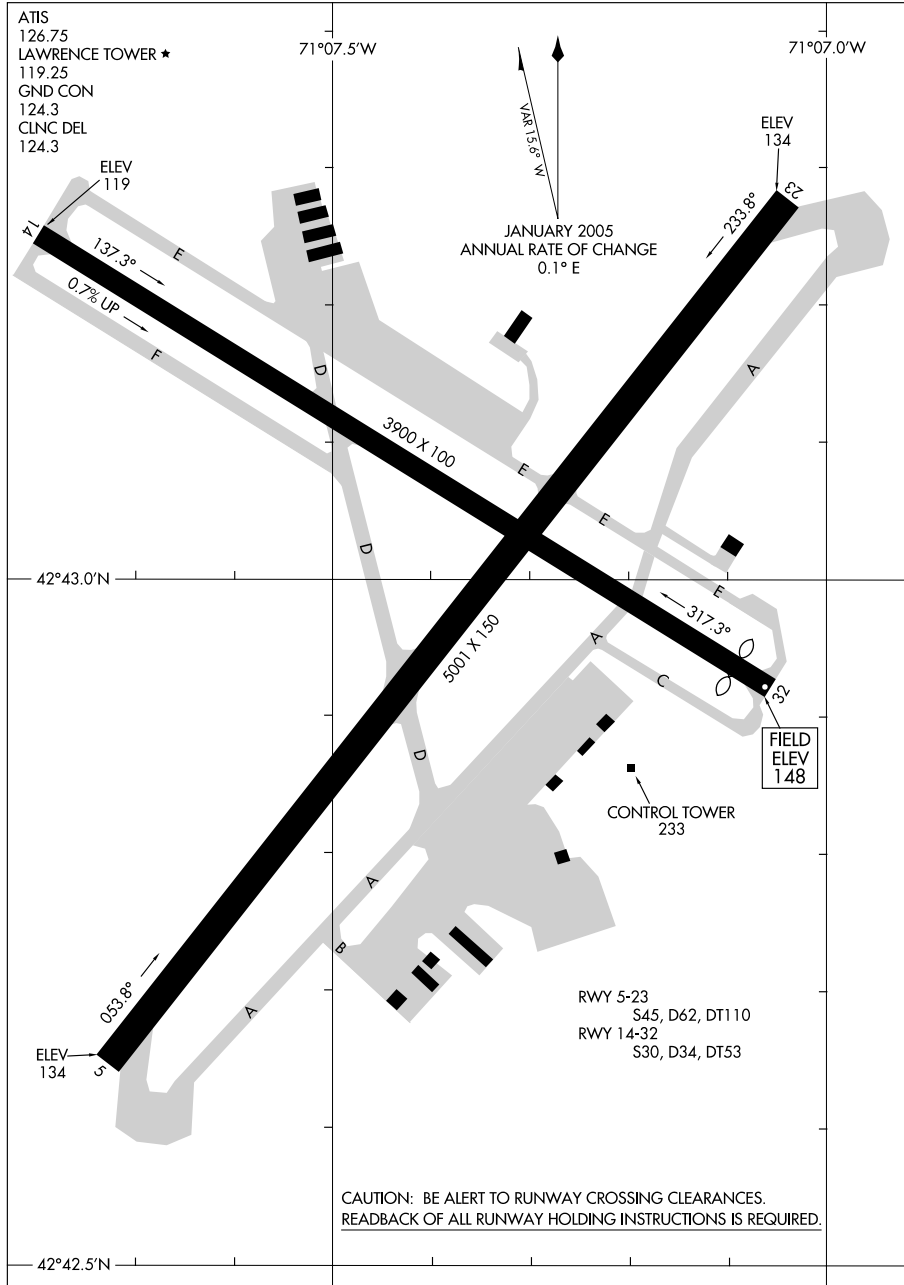 ATIS
126.75
LAWRENCE TOWER ★
119.25
GND CON
124.3
CLNC DEL
124.3
71°07.5'W
71°07.0'W
VAR 15.6° W
JANUARY 2005
ANNUAL RATE OF CHANGE
0.1° E
ELEV
119
ELEV
134
14
23
137.3°
0.7% UP
233.8°
E
F
D
A
3900 X 100
E
E
D
42°43.0'N
E
317.3°
5001 X 150
A
C
32
D
FIELD
ELEV
148
CONTROL TOWER
233
A
B
053.8°
A
RWY 5-23
S45, D62, DT110
RWY 14-32
S30, D34, DT53
ELEV
134
5
CAUTION: BE ALERT TO RUNWAY CROSSING CLEARANCES.
READBACK OF ALL RUNWAY HOLDING INSTRUCTIONS IS REQUIRED.
42°42.5'N